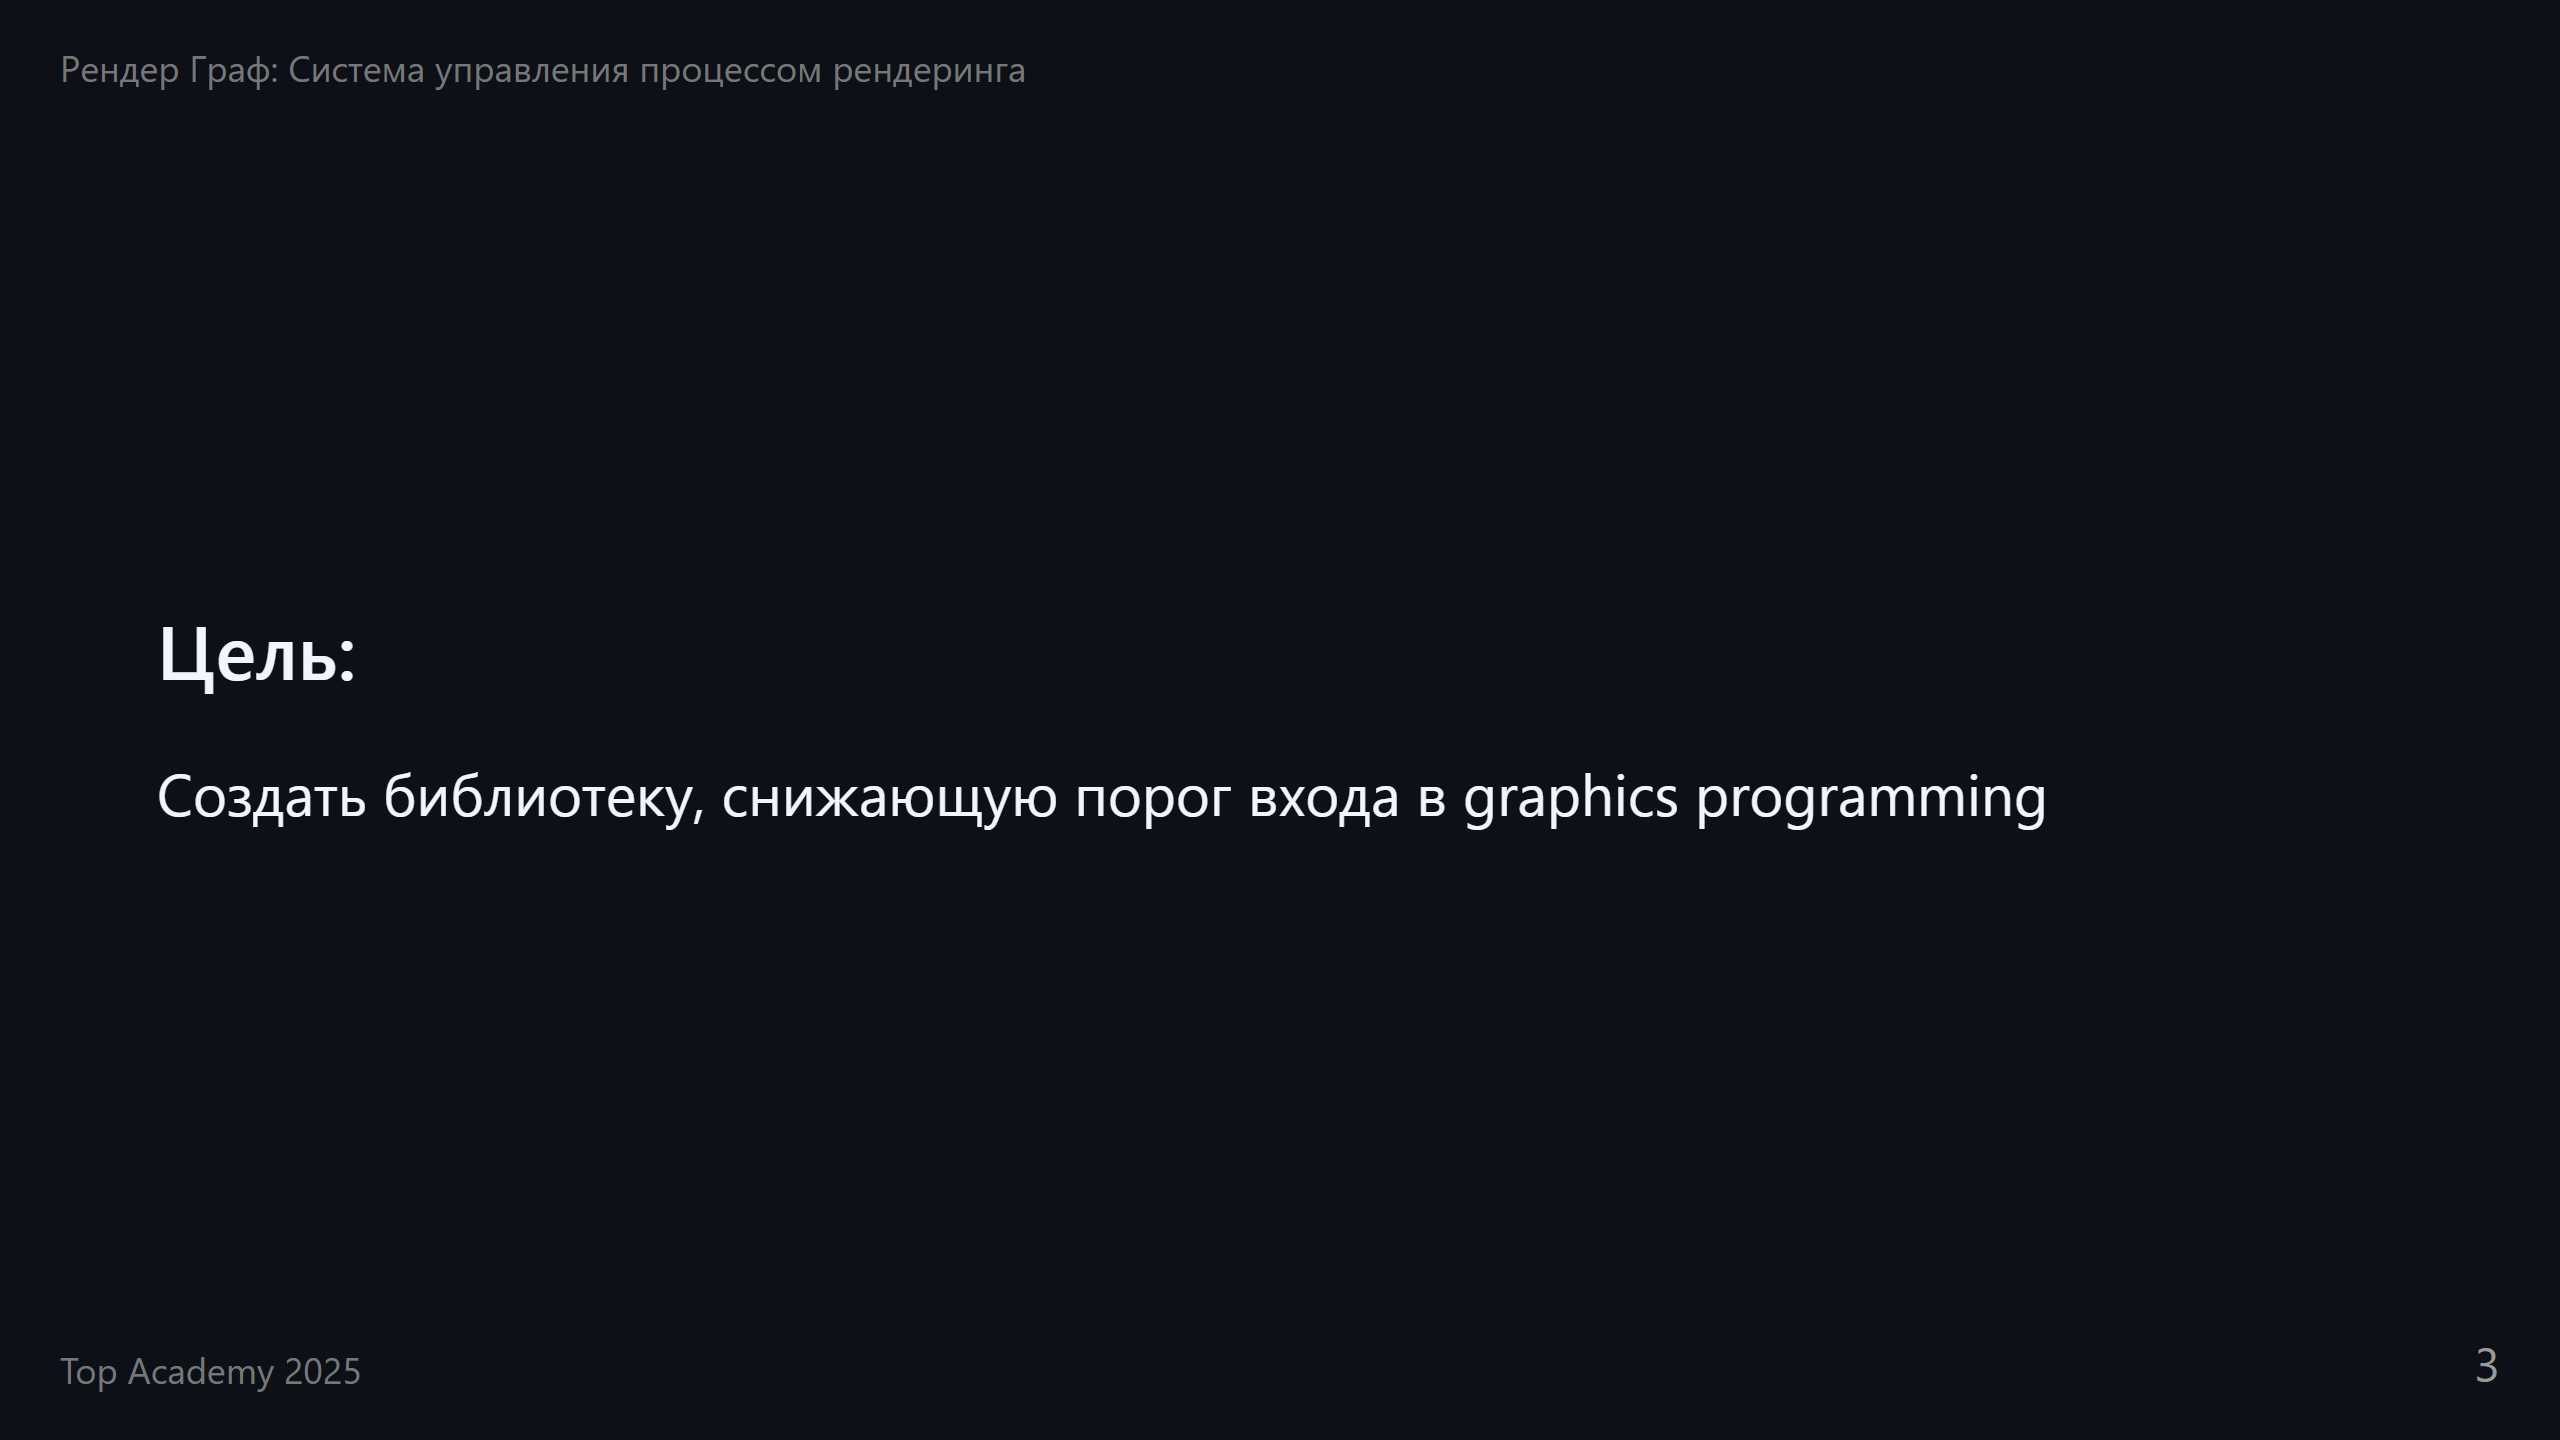 Рендер Граф: Система управления процессом рендеринга
Цель:
Создать библиотеку, снижающую порог входа в graphics programming
Top Academy 2025
3